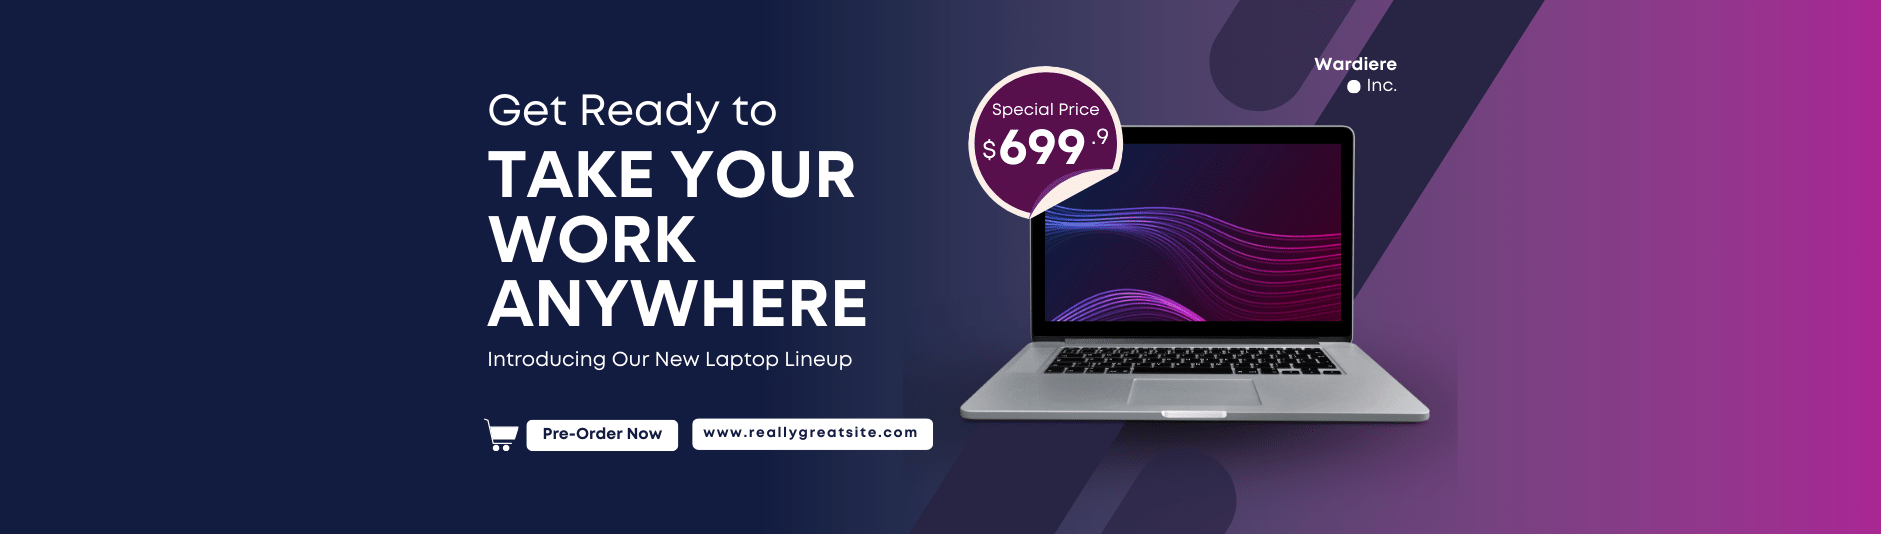 Get Ready to
TAKE YOUR
WORK
ANYWHERE
Introducing Our New Laptop Lineup
Pre-Order Now
www.reallygreatsite.com
Special Price
$699.9
Wardiere
Inc.